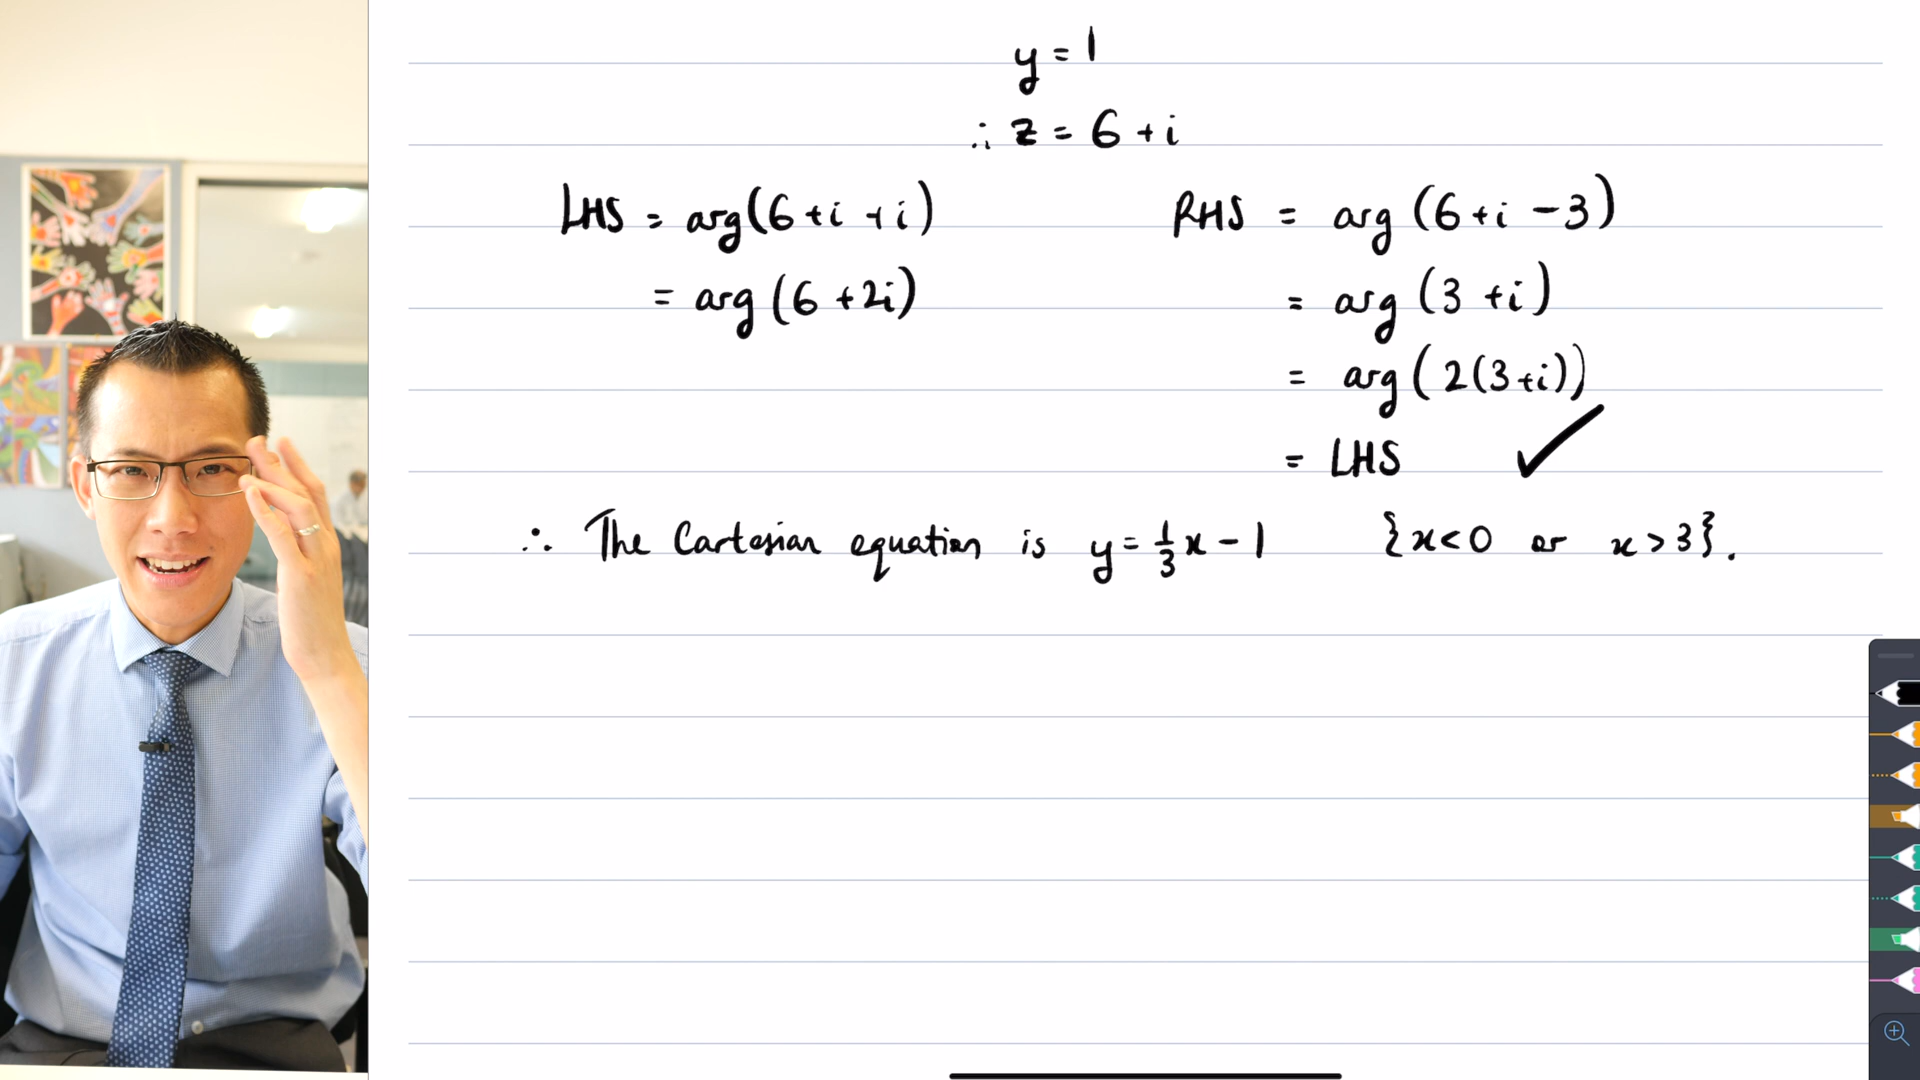 y = 1
∴ z = 6 + i
LHS = arg(6 + i + i)
= arg(6 + 2i)
RHS = arg(6 + i - 3)
= arg(3 + i)
= arg(2(3 + i))
= LHS ✓
∴ The Cartesian equation is y = 1/3 x - 1 {x < 0 or x > 3}.